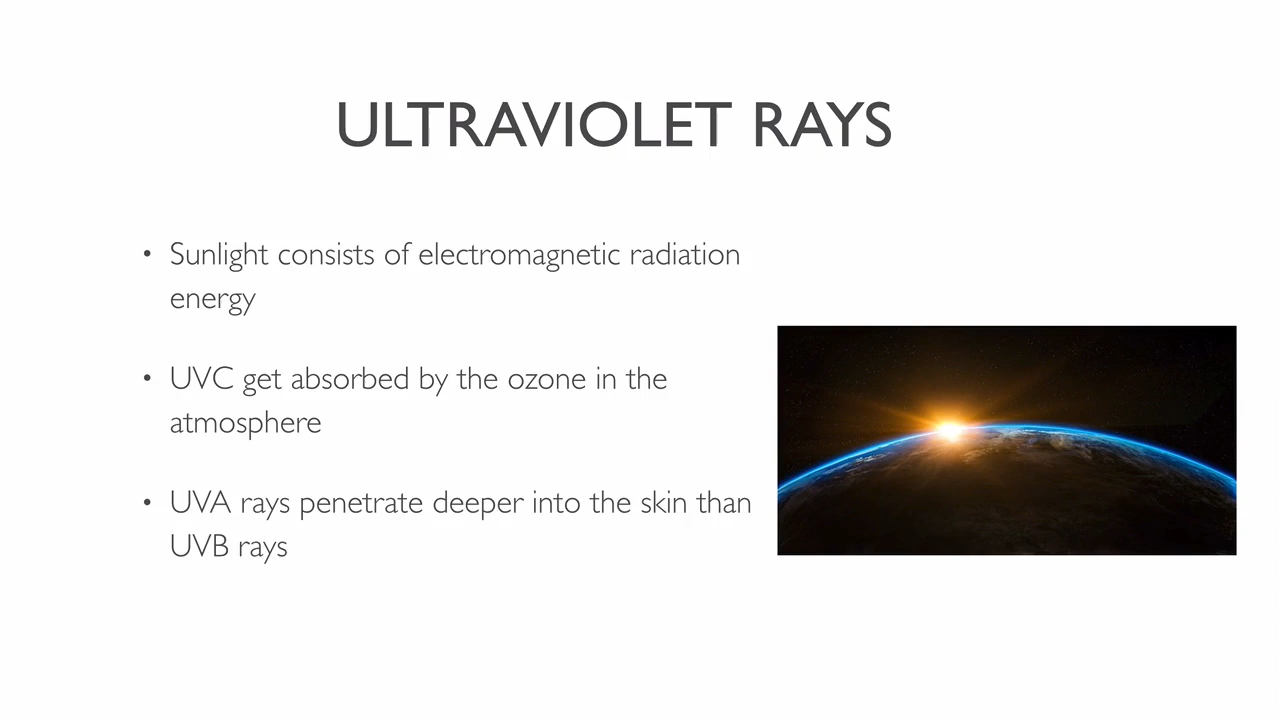 ULTRAVIOLET RAYS
• Sunlight consists of electromagnetic radiation
energy
• UVC get absorbed by the ozone in the
atmosphere
• UVA rays penetrate deeper into the skin than
UVB rays